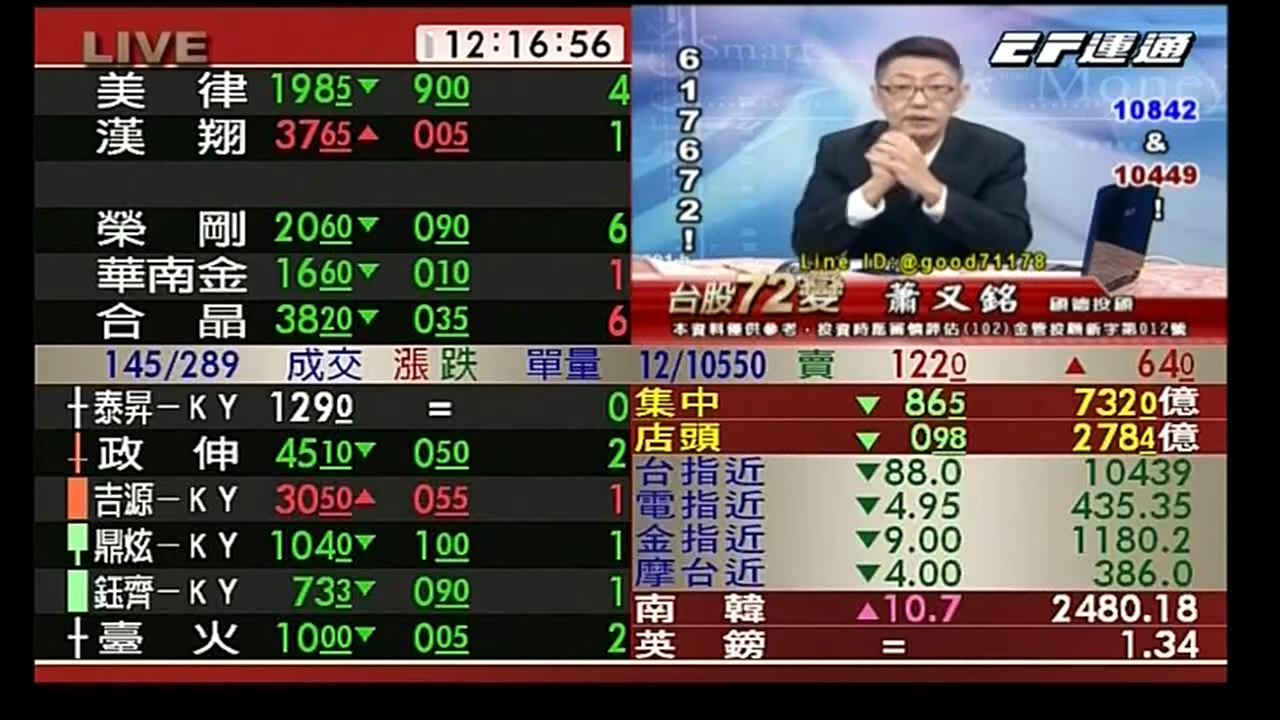 LIVE 12:16:56
美律 1985▼ 900 4
漢翔 3765▲ 005 1
榮剛 2060▼ 090 6
華南金 1660▼ 010 1
合晶 3820▼ 035 6
145/289 成交 漲跌 單量
泰昇－KY 1290 = 0
政伸 4510▼ 050 2
吉源－KY 3050▲ 055 1
鼎炫－KY 1040▼ 100 1
鈺齊－KY 733▼ 090 1
臺火 1000▼ 005 2
617672!
Smart
Money
EF運通
10842
&
10449
!
Line ID:@good71178
台股72變 蕭又銘
本資料僅供參考，投資時應審慎評估(102)金管投顧新字第012號
12/10550 賣 1220 ▲ 640
集中 ▼ 865 7320億
店頭 ▼ 098 2784億
台指近 ▼88.0 10439
電指近 ▼4.95 435.35
金指近 ▼9.00 1180.2
摩台近 ▼4.00 386.0
南韓 ▲10.7 2480.18
英鎊 = 1.34